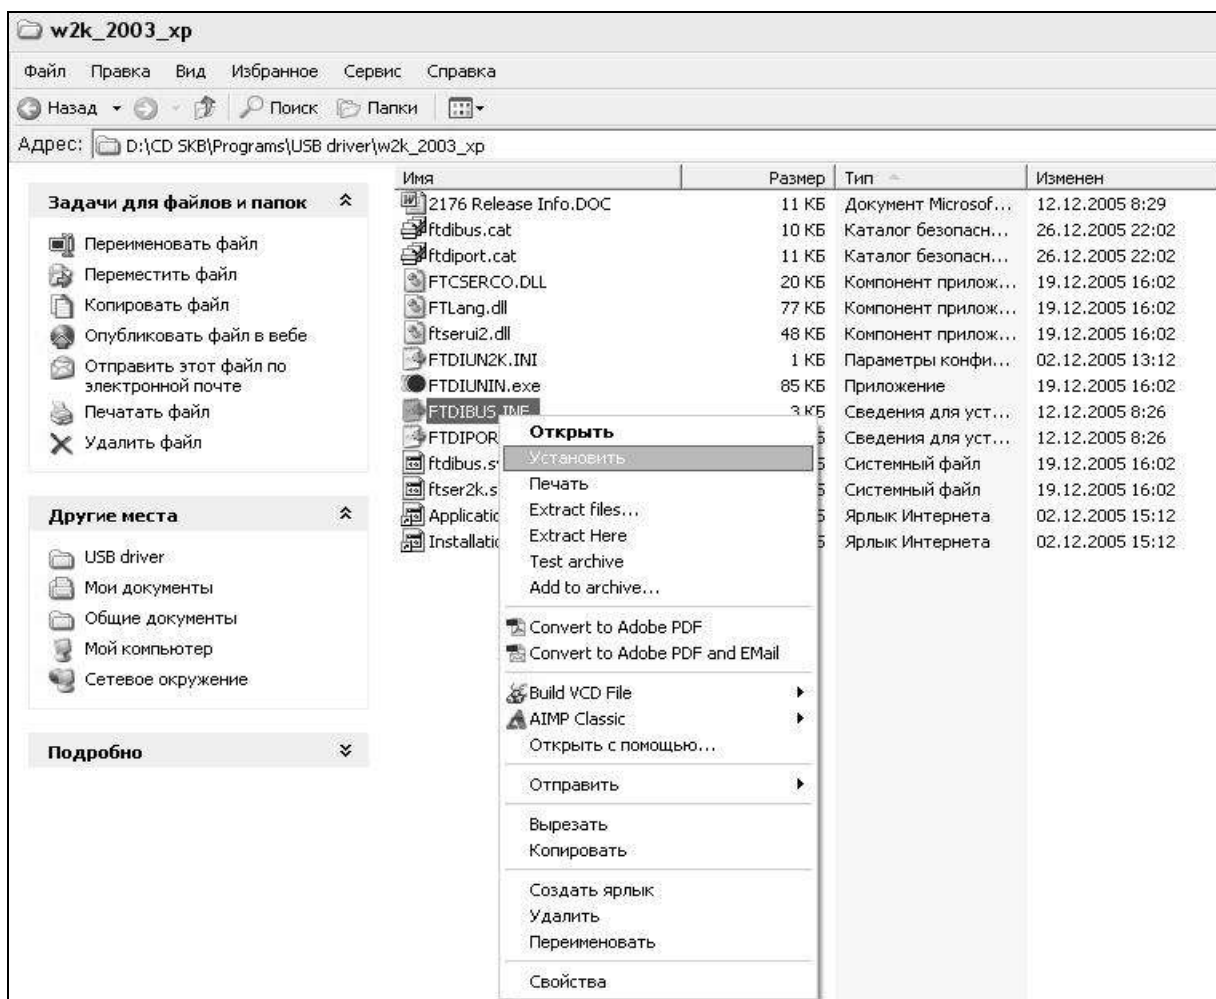 w2k_2003_xp
Файл Правка Вид Избранное Сервис Справка
Назад Поиск Папки
Адрес: D:\CD SKB\Programs\USB driver\w2k_2003_xp
Задачи для файлов и папок
Переименовать файл
Переместить файл
Копировать файл
Опубликовать файл в вебе
Отправить этот файл по
электронной почте
Печатать файл
Удалить файл
Другие места
USB driver
Мои документы
Общие документы
Мой компьютер
Сетевое окружение
Подробно
Имя Размер Тип Изменен
2176 Release Info.DOC 11 КБ Документ Microsof... 12.12.2005 8:29
ftdibus.cat 10 КБ Каталог безопасн... 26.12.2005 22:02
ftdiport.cat 11 КБ Каталог безопасн... 26.12.2005 22:02
FTCSERCO.DLL 20 КБ Компонент прилож... 19.12.2005 16:02
FTLang.dll 77 КБ Компонент прилож... 19.12.2005 16:02
ftserui2.dll 48 КБ Компонент прилож... 19.12.2005 16:02
FTDIUN2K.INI 1 КБ Параметры конфи... 02.12.2005 13:12
FTDIUNIN.exe 85 КБ Приложение 19.12.2005 16:02
FTDIBUS.INF 3 КБ Сведения для уст... 12.12.2005 8:26
FTDIPOR Б Сведения для уст... 12.12.2005 8:26
ftdibus.s Б Системный файл 19.12.2005 16:02
ftser2k.s Б Системный файл 19.12.2005 16:02
Applicatic Б Ярлык Интернета 02.12.2005 15:12
Installatic Б Ярлык Интернета 02.12.2005 15:12
Открыть
Установить
Печать
Extract files...
Extract Here
Test archive
Add to archive...
Convert to Adobe PDF
Convert to Adobe PDF and EMail
Build VCD File
AIMP Classic
Открыть с помощью...
Отправить
Вырезать
Копировать
Создать ярлык
Удалить
Переименовать
Свойства